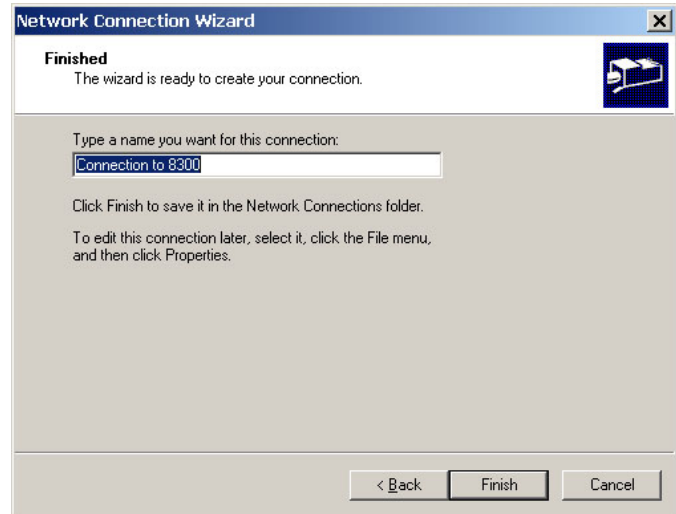 Network Connection Wizard
Finished
The wizard is ready to create your connection.
Type a name you want for this connection:
Connection to 8300
Click Finish to save it in the Network Connections folder.
To edit this connection later, select it, click the File menu,
and then click Properties.
< Back
Finish
Cancel